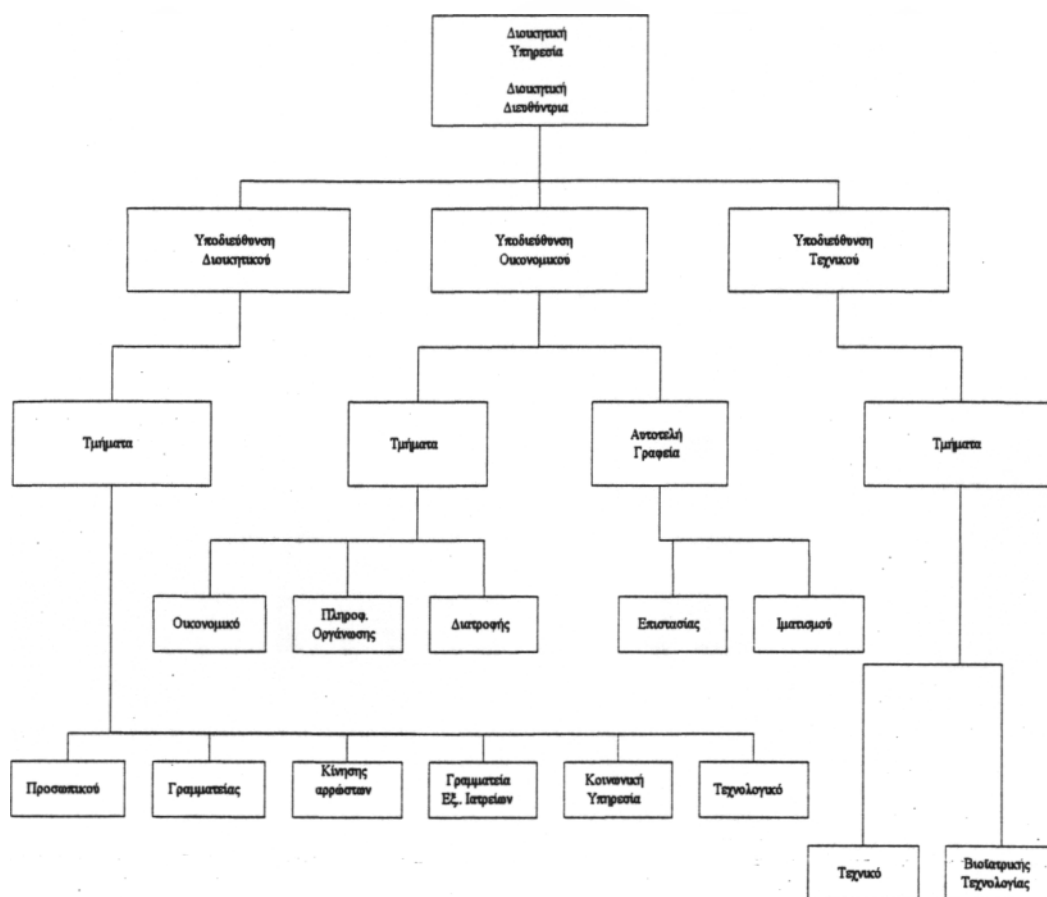 Διοικητική
Υπηρεσία
Διοικητική
Διευθύντρια
Υποδιεύθυνση
Διοικητικού
Υποδιεύθυνση
Οικονομικού
Υποδιεύθυνση
Τεχνικού
Τμήματα
Τμήματα
Αυτοτελή
Γραφεία
Τμήματα
Οικονομικό
Πληροφ.
Οργάνωσης
Διατροφής
Επιστασίας
Ιματισμού
Προσωπικού
Γραμματείας
Κίνησης
αρρώστων
Γραμματεία
Εξ.. Ιατρείων
Κοινωνική
Υπηρεσία
Τεχνολογικό
Τεχνικό
Βιοϊατρικής
Τεχνολογίας